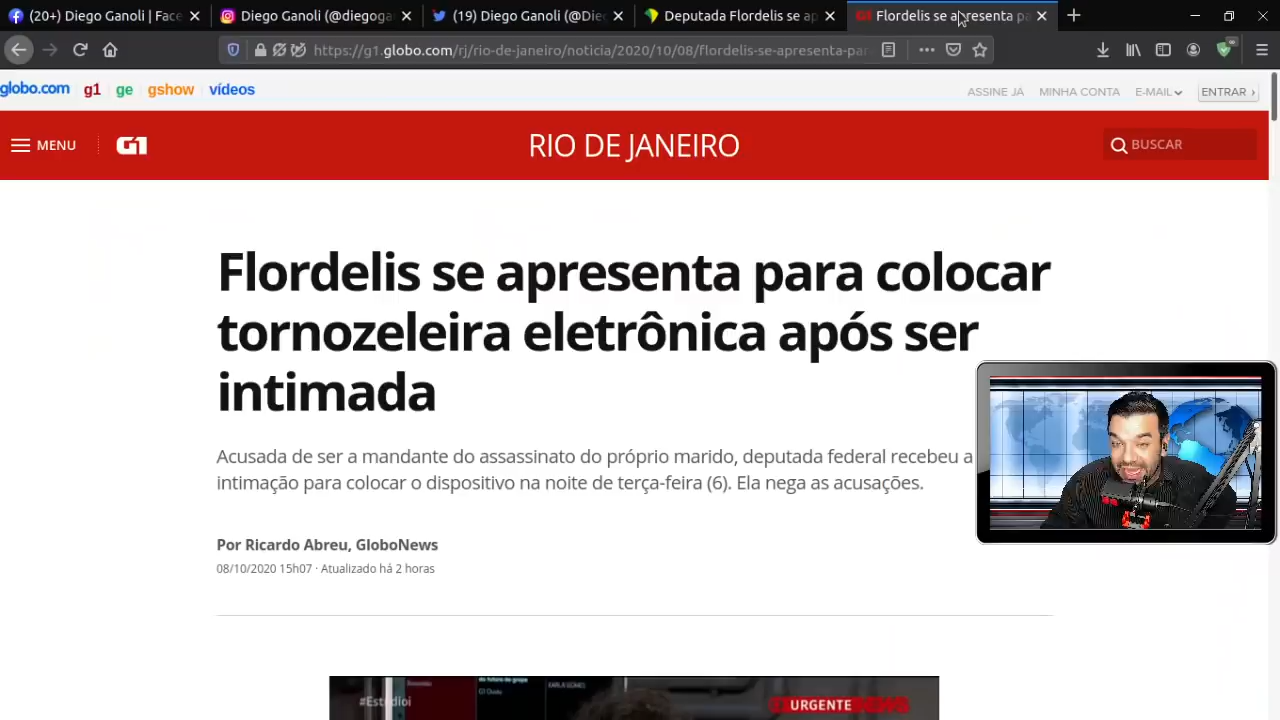 (20+) Diego Ganoli | Face
Diego Ganoli (@diegoga
(19) Diego Ganoli (@Die
Deputada Flordelis se ap
Flordelis se apresenta pa
https://g1.globo.com/rj/rio-de-janeiro/noticia/2020/10/08/flordelis-se-apresenta-par
globo.com g1 ge gshow vídeos
ASSINE JÁ MINHA CONTA E-MAIL ENTRAR ›
MENU G1 RIO DE JANEIRO BUSCAR
Flordelis se apresenta para colocar
tornozeleira eletrônica após ser
intimada
Acusada de ser a mandante do assassinato do próprio marido, deputada federal recebeu a
intimação para colocar o dispositivo na noite de terça-feira (6). Ela nega as acusações.
Por Ricardo Abreu, GloboNews
08/10/2020 15h07 · Atualizado há 2 horas
#Estúdioi
URGENTE